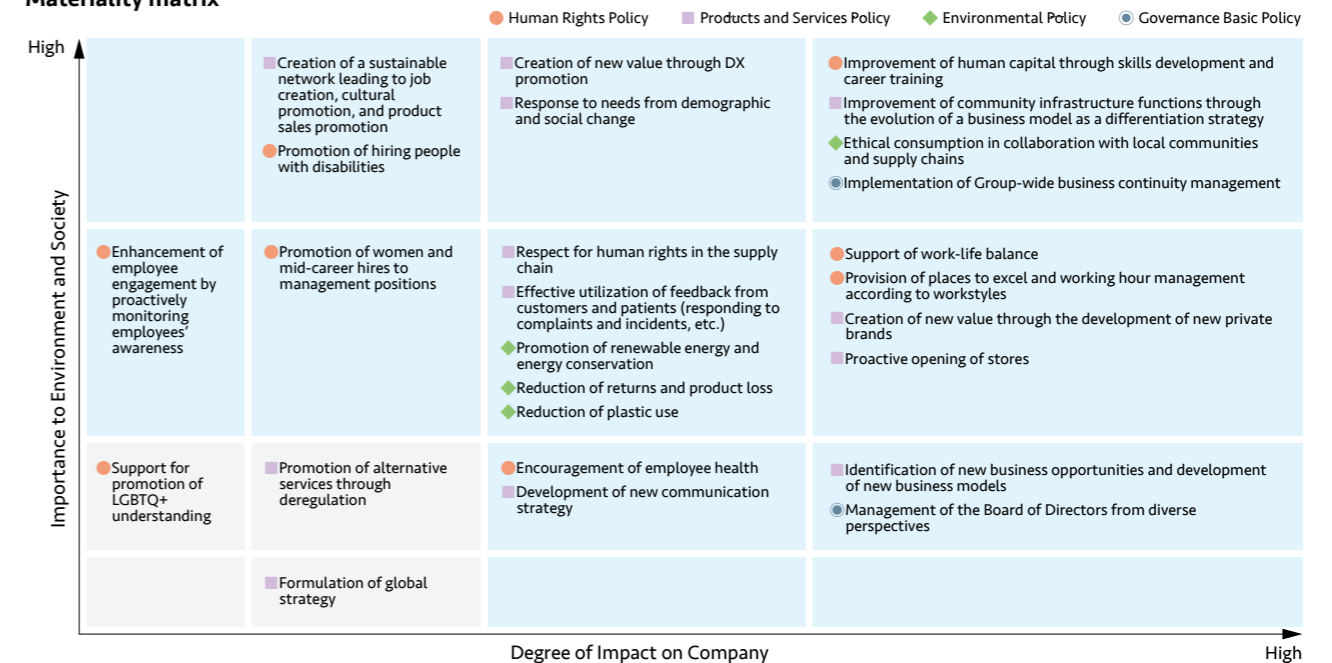 Materiality matrix
Human Rights Policy
Products and Services Policy
Environmental Policy
Governance Basic Policy
High
Importance to Environment and Society
Creation of a sustainable
network leading to job
creation, cultural
promotion, and product
sales promotion
Promotion of hiring people
with disabilities
Creation of new value through DX
promotion
Response to needs from demographic
and social change
Improvement of human capital through skills development and
career training
Improvement of community infrastructure functions through
the evolution of a business model as a differentiation strategy
Ethical consumption in collaboration with local communities
and supply chains
Implementation of Group-wide business continuity management
Enhancement of
employee
engagement by
proactively
monitoring
employees’
awareness
Promotion of women and
mid-career hires to
management positions
Respect for human rights in the supply
chain
Effective utilization of feedback from
customers and patients (responding to
complaints and incidents, etc.)
Promotion of renewable energy and
energy conservation
Reduction of returns and product loss
Reduction of plastic use
Support of work-life balance
Provision of places to excel and working hour management
according to workstyles
Creation of new value through the development of new private
brands
Proactive opening of stores
Support for
promotion of
LGBTQ+
understanding
Promotion of alternative
services through
deregulation
Encouragement of employee health
Development of new communication
strategy
Identification of new business opportunities and development
of new business models
Management of the Board of Directors from diverse
perspectives
Formulation of global
strategy
Degree of Impact on Company
High